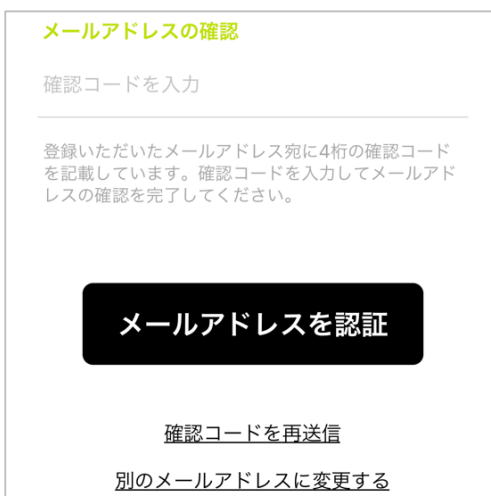 メールアドレスの確認
確認コードを入力
登録いただいたメールアドレス宛に4桁の確認コード
を記載しています。確認コードを入力してメールアド
レスの確認を完了してください。
メールアドレスを認証
確認コードを再送信
別のメールアドレスに変更する